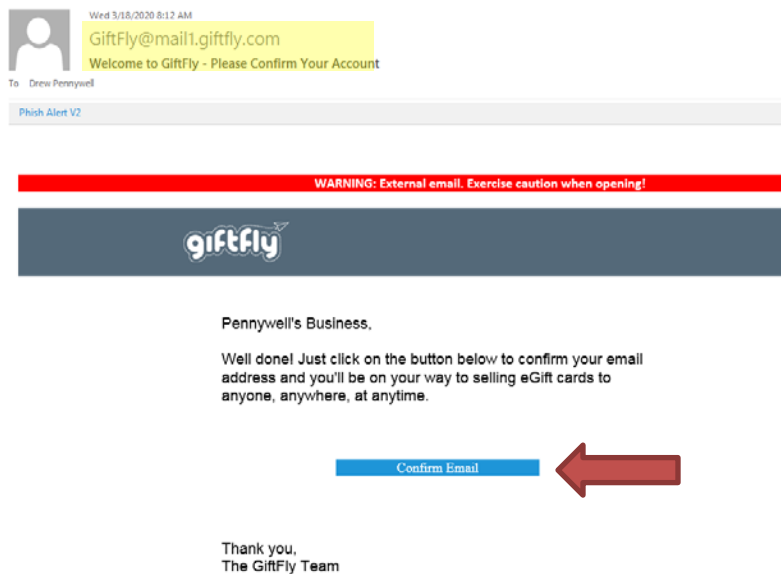 Wed 3/18/2020 8:12 AM
GiftFly@mail1.giftfly.com
Welcome to GiftFly - Please Confirm Your Account
To Drew Pennywell
Phish Alert V2
WARNING: External email. Exercise caution when opening!
giftfly
Pennywell's Business,
Well done! Just click on the button below to confirm your email
address and you'll be on your way to selling eGift cards to
anyone, anywhere, at anytime.
Confirm Email
Thank you,
The GiftFly Team